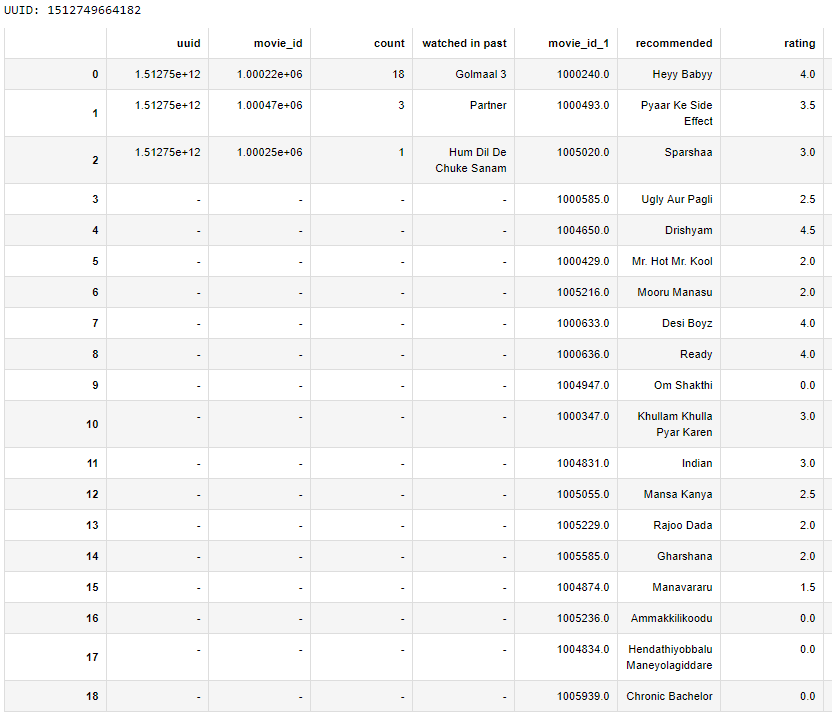 UUID: 1512749664182
uuid movie_id count watched in past movie_id_1 recommended rating
0 1.51275e+12 1.00022e+06 18 Golmaal 3 1000240.0 Heyy Babyy 4.0
1 1.51275e+12 1.00047e+06 3 Partner 1000493.0 Pyaar Ke Side
Effect 3.5
2 1.51275e+12 1.00025e+06 1 Hum Dil De
Chuke Sanam 1005020.0 Sparshaa 3.0
3 - - - - 1000585.0 Ugly Aur Pagli 2.5
4 - - - - 1004650.0 Drishyam 4.5
5 - - - - 1000429.0 Mr. Hot Mr. Kool 2.0
6 - - - - 1005216.0 Mooru Manasu 2.0
7 - - - - 1000633.0 Desi Boyz 4.0
8 - - - - 1000636.0 Ready 4.0
9 - - - - 1004947.0 Om Shakthi 0.0
10 - - - - 1000347.0 Khullam Khulla
Pyar Karen 3.0
11 - - - - 1004831.0 Indian 3.0
12 - - - - 1005055.0 Mansa Kanya 2.5
13 - - - - 1005229.0 Rajoo Dada 2.0
14 - - - - 1005585.0 Gharshana 2.0
15 - - - - 1004874.0 Manavararu 1.5
16 - - - - 1005236.0 Ammakkilikoodu 0.0
17 - - - - 1004834.0 Hendathiyobbalu
Maneyolagiddare 0.0
18 - - - - 1005939.0 Chronic Bachelor 0.0